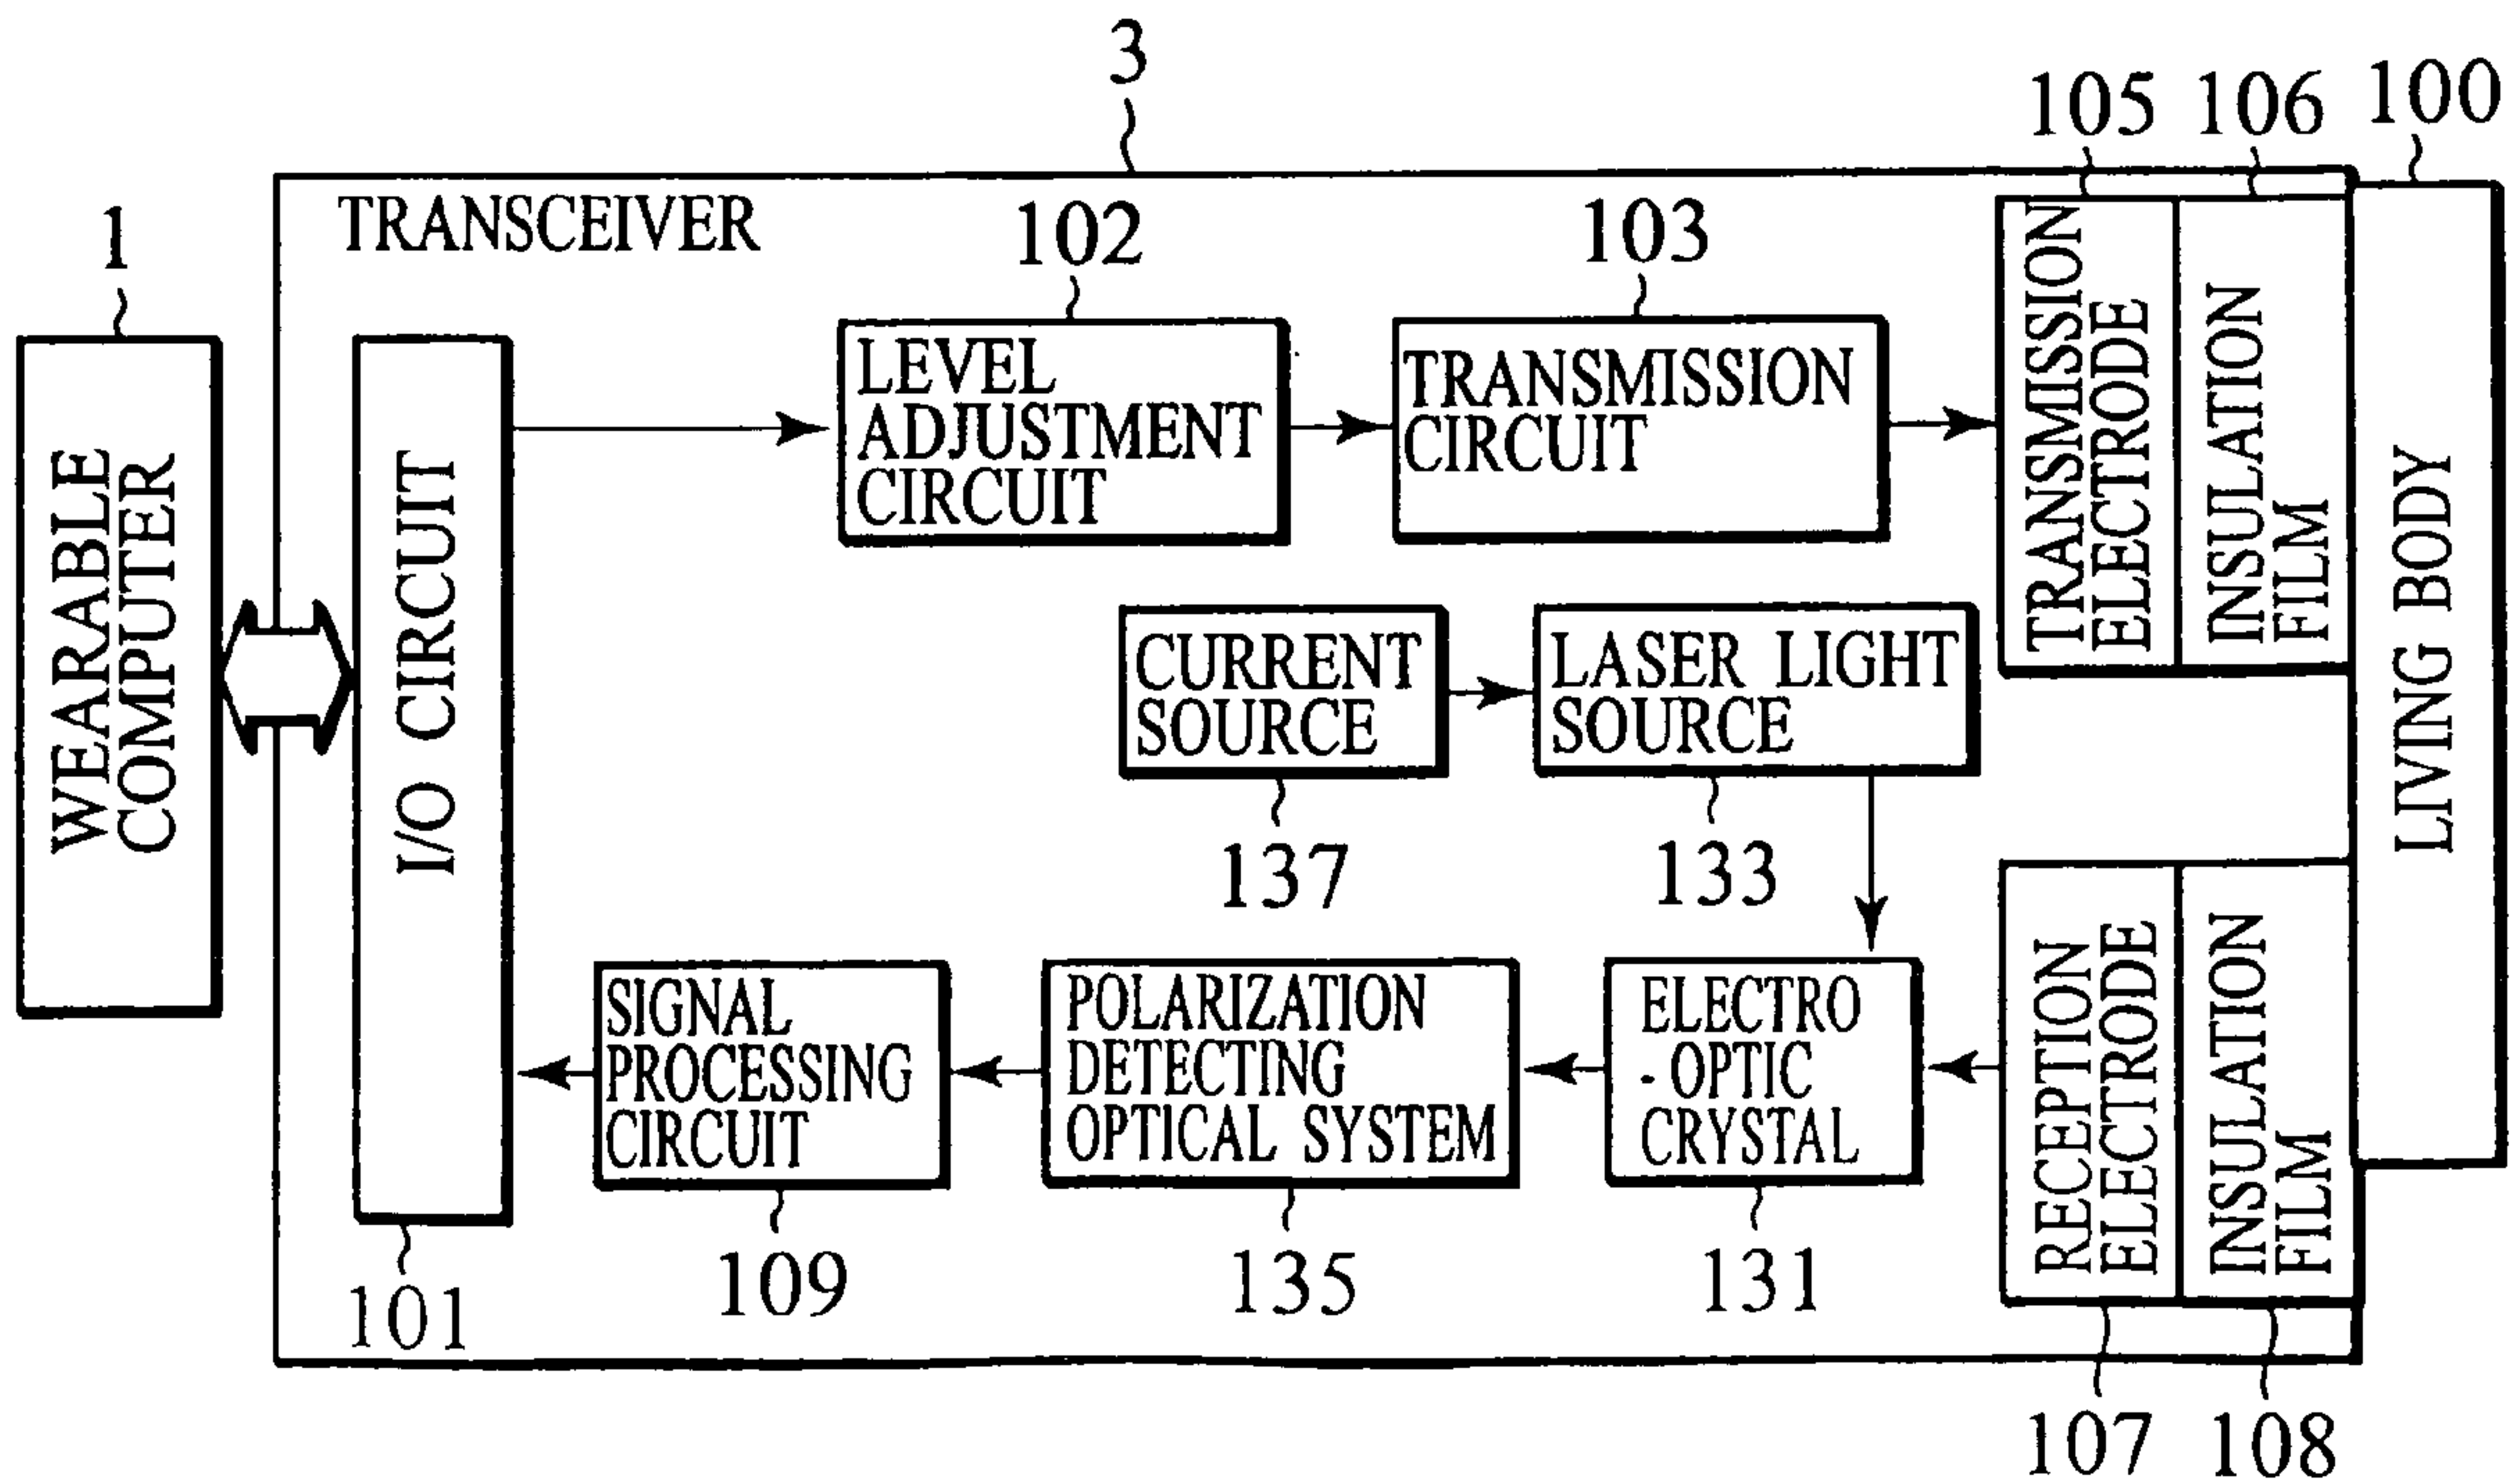 3
105
106
100
TRANSCEIVER
1
102
103
WEARABLE
COMPUTER
I/O CIRCUIT
LEVEL
ADJUSTMENT
CIRCUIT
TRANSMISSION
CIRCUIT
TRANSMISSION
ELECTRODE
INSULATION
FILM
LIVING BODY
CURRENT
SOURCE
LASER LIGHT
SOURCE
137
133
SIGNAL
PROCESSING
CIRCUIT
POLARIZATION
DETECTING
OPTICAL SYSTEM
ELECTRO
-OPTIC
CRYSTAL
RECEPTION
ELECTRODE
INSULATION
FILM
101
109
135
131
107
108